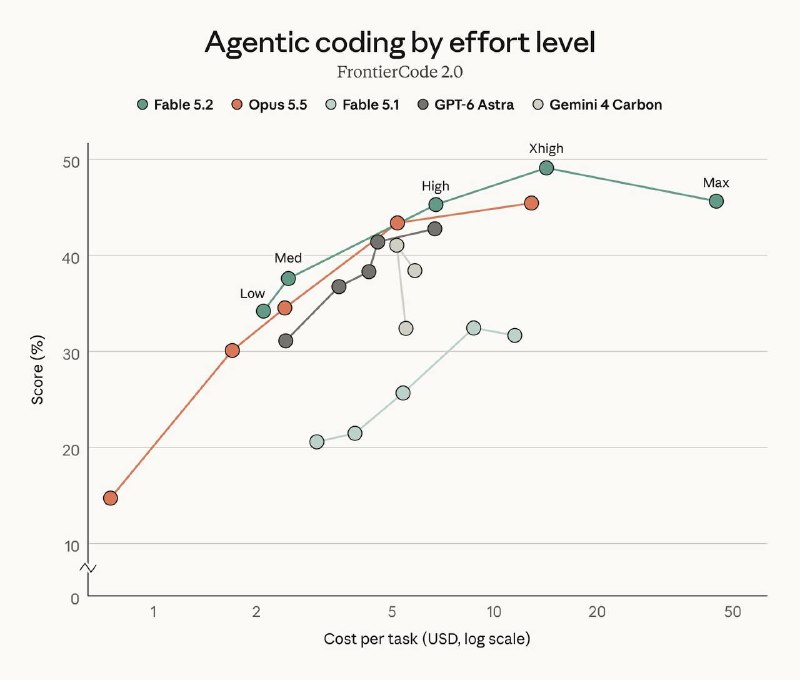 Agentic coding by effort level
FrontierCode 2.0
Fable 5.2 Opus 5.5 Fable 5.1 GPT-6 Astra Gemini 4 Carbon
Xhigh
50
Max
High
40
Med
Low
30
Score (%)
20
10
0
1 2 5 10 20 50
Cost per task (USD, log scale)